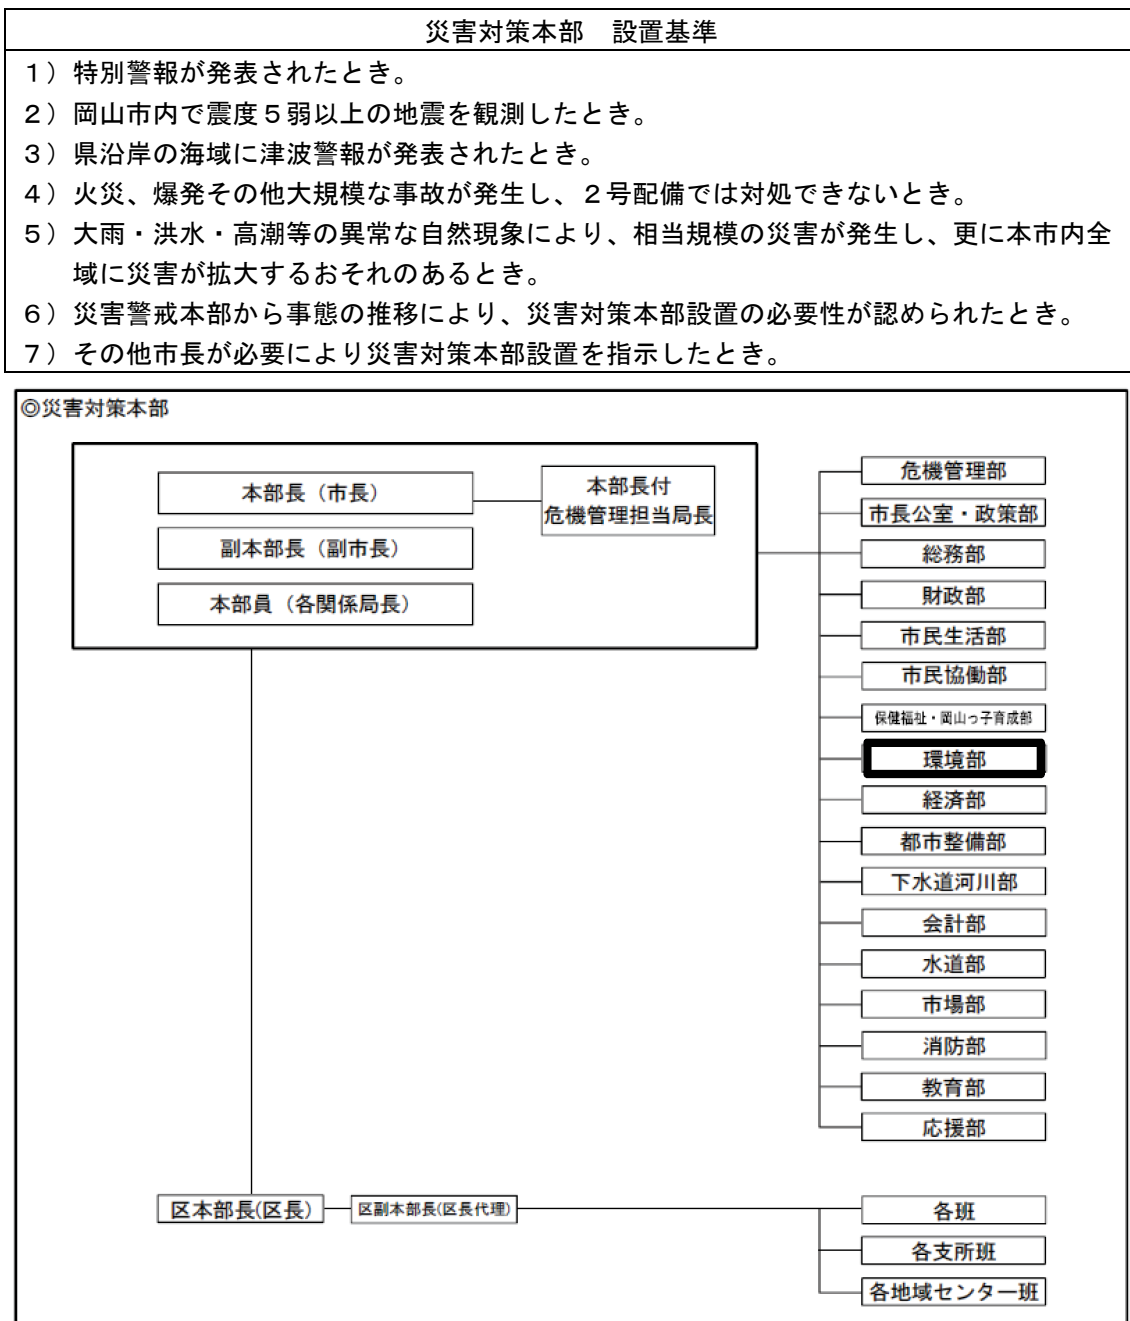 災害対策本部　設置基準
１）特別警報が発表されたとき。
２）岡山市内で震度５弱以上の地震を観測したとき。
３）県沿岸の海域に津波警報が発表されたとき。
４）火災、爆発その他大規模な事故が発生し、２号配備では対処できないとき。
５）大雨・洪水・高潮等の異常な自然現象により、相当規模の災害が発生し、更に本市内全
域に災害が拡大するおそれのあるとき。
６）災害警戒本部から事態の推移により、災害対策本部設置の必要性が認められたとき。
７）その他市長が必要により災害対策本部設置を指示したとき。
◎災害対策本部
本部長（市長）
本部長付
危機管理担当局長
副本部長（副市長）
本部員（各関係局長）
危機管理部
市長公室・政策部
総務部
財政部
市民生活部
市民協働部
保健福祉・岡山っ子育成部
環境部
経済部
都市整備部
下水道河川部
会計部
水道部
市場部
消防部
教育部
応援部
区本部長(区長)
区副本部長(区長代理)
各班
各支所班
各地域センター班